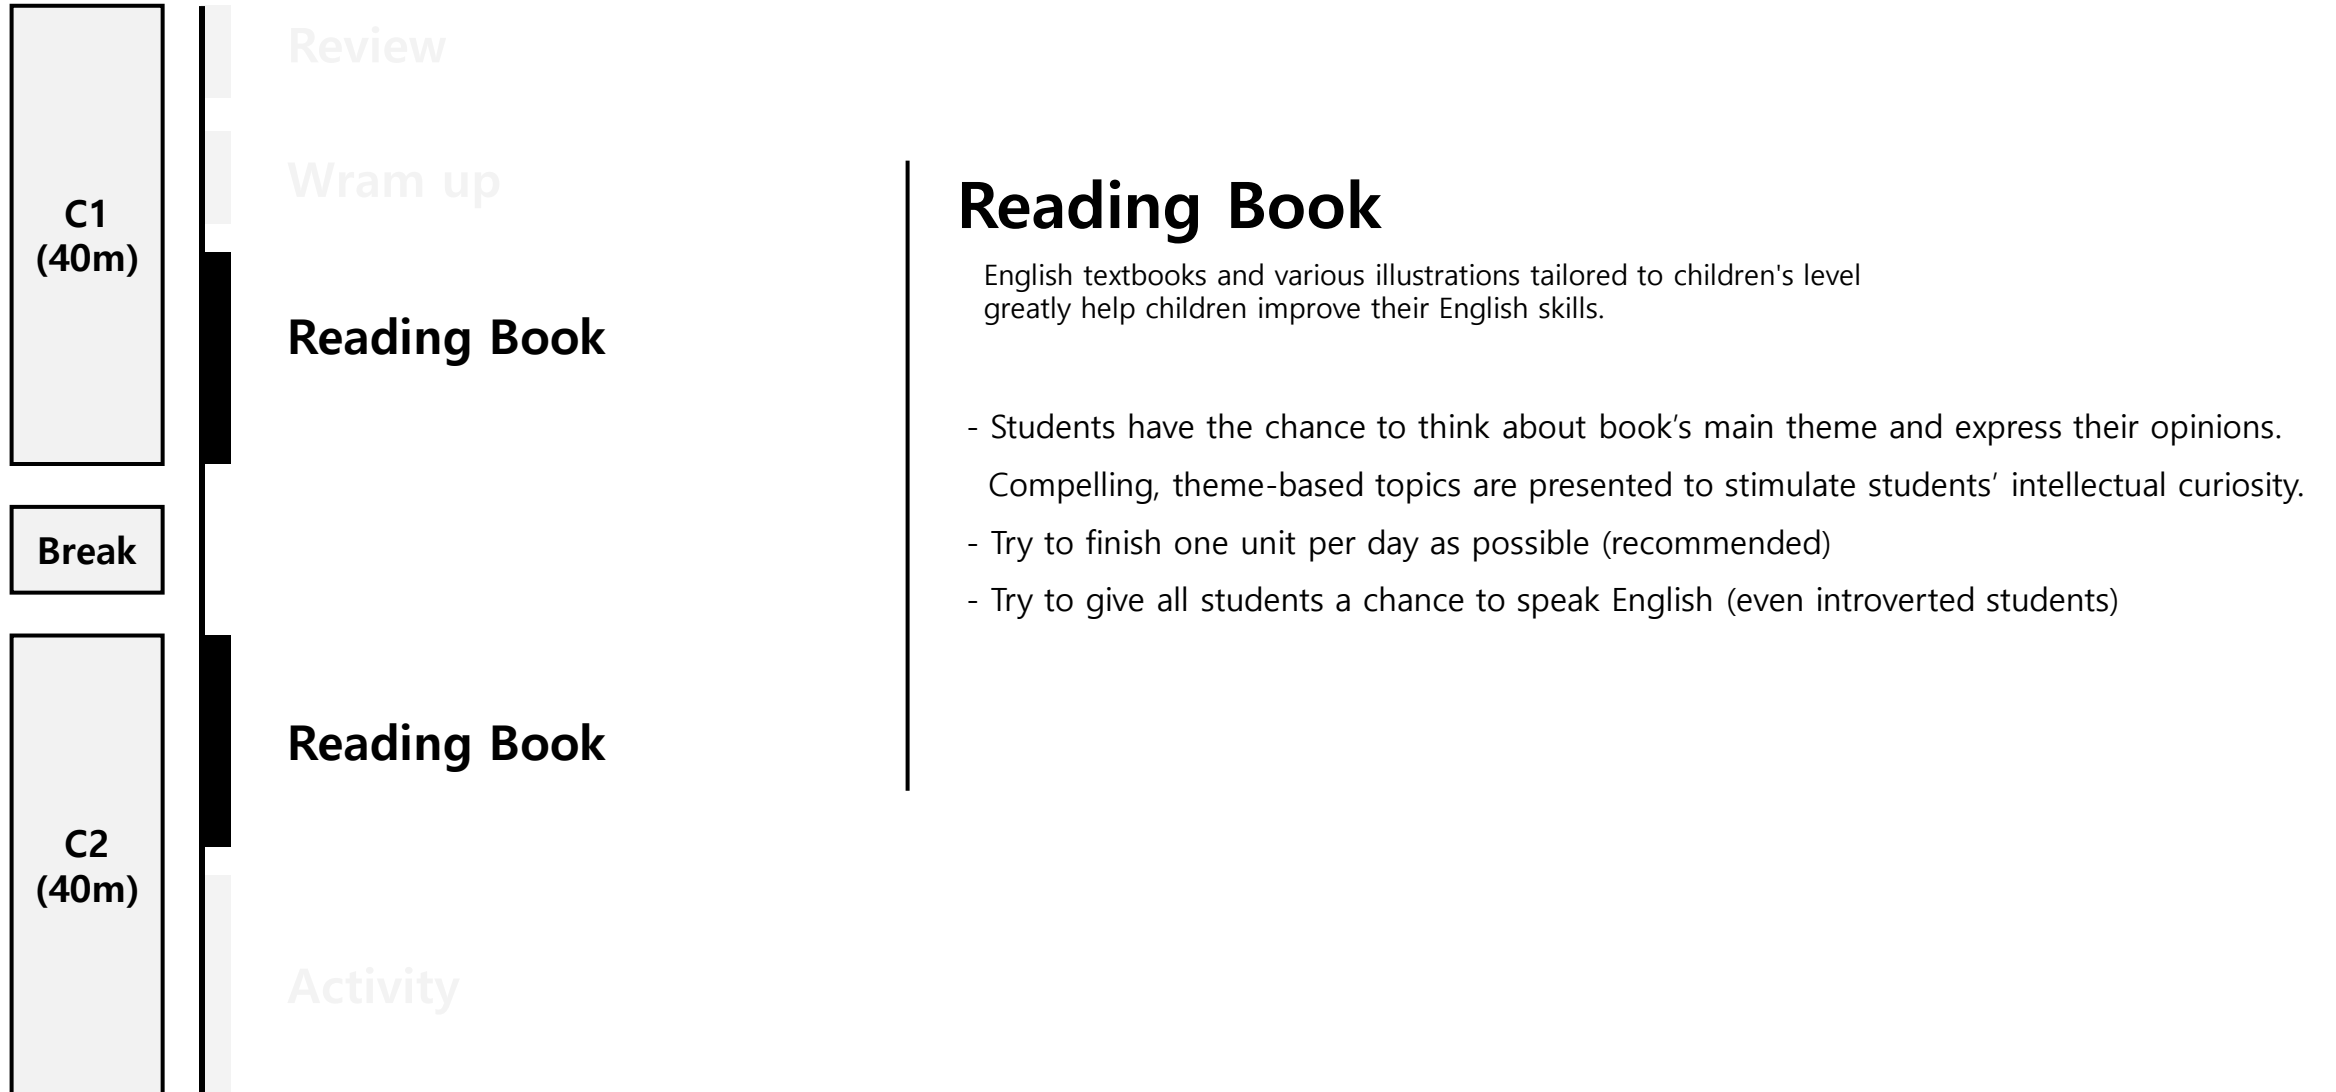 Review
Wram up
C1
(40m)
Reading Book
Break
Reading Book
C2
(40m)
Activity
Reading Book
English textbooks and various illustrations tailored to children's level
greatly help children improve their English skills.
- Students have the chance to think about book’s main theme and express their opinions.
Compelling, theme-based topics are presented to stimulate students’ intellectual curiosity.
- Try to finish one unit per day as possible (recommended)
- Try to give all students a chance to speak English (even introverted students)